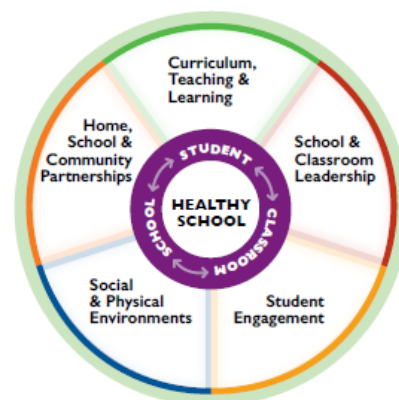 Curriculum,
Teaching &
Learning
Home,
School &
Community
Partnerships
School &
Classroom
Leadership
STUDENT
HEALTHY
SCHOOL
SCHOOL
CLASSROOM
Social
& Physical
Environments
Student
Engagement